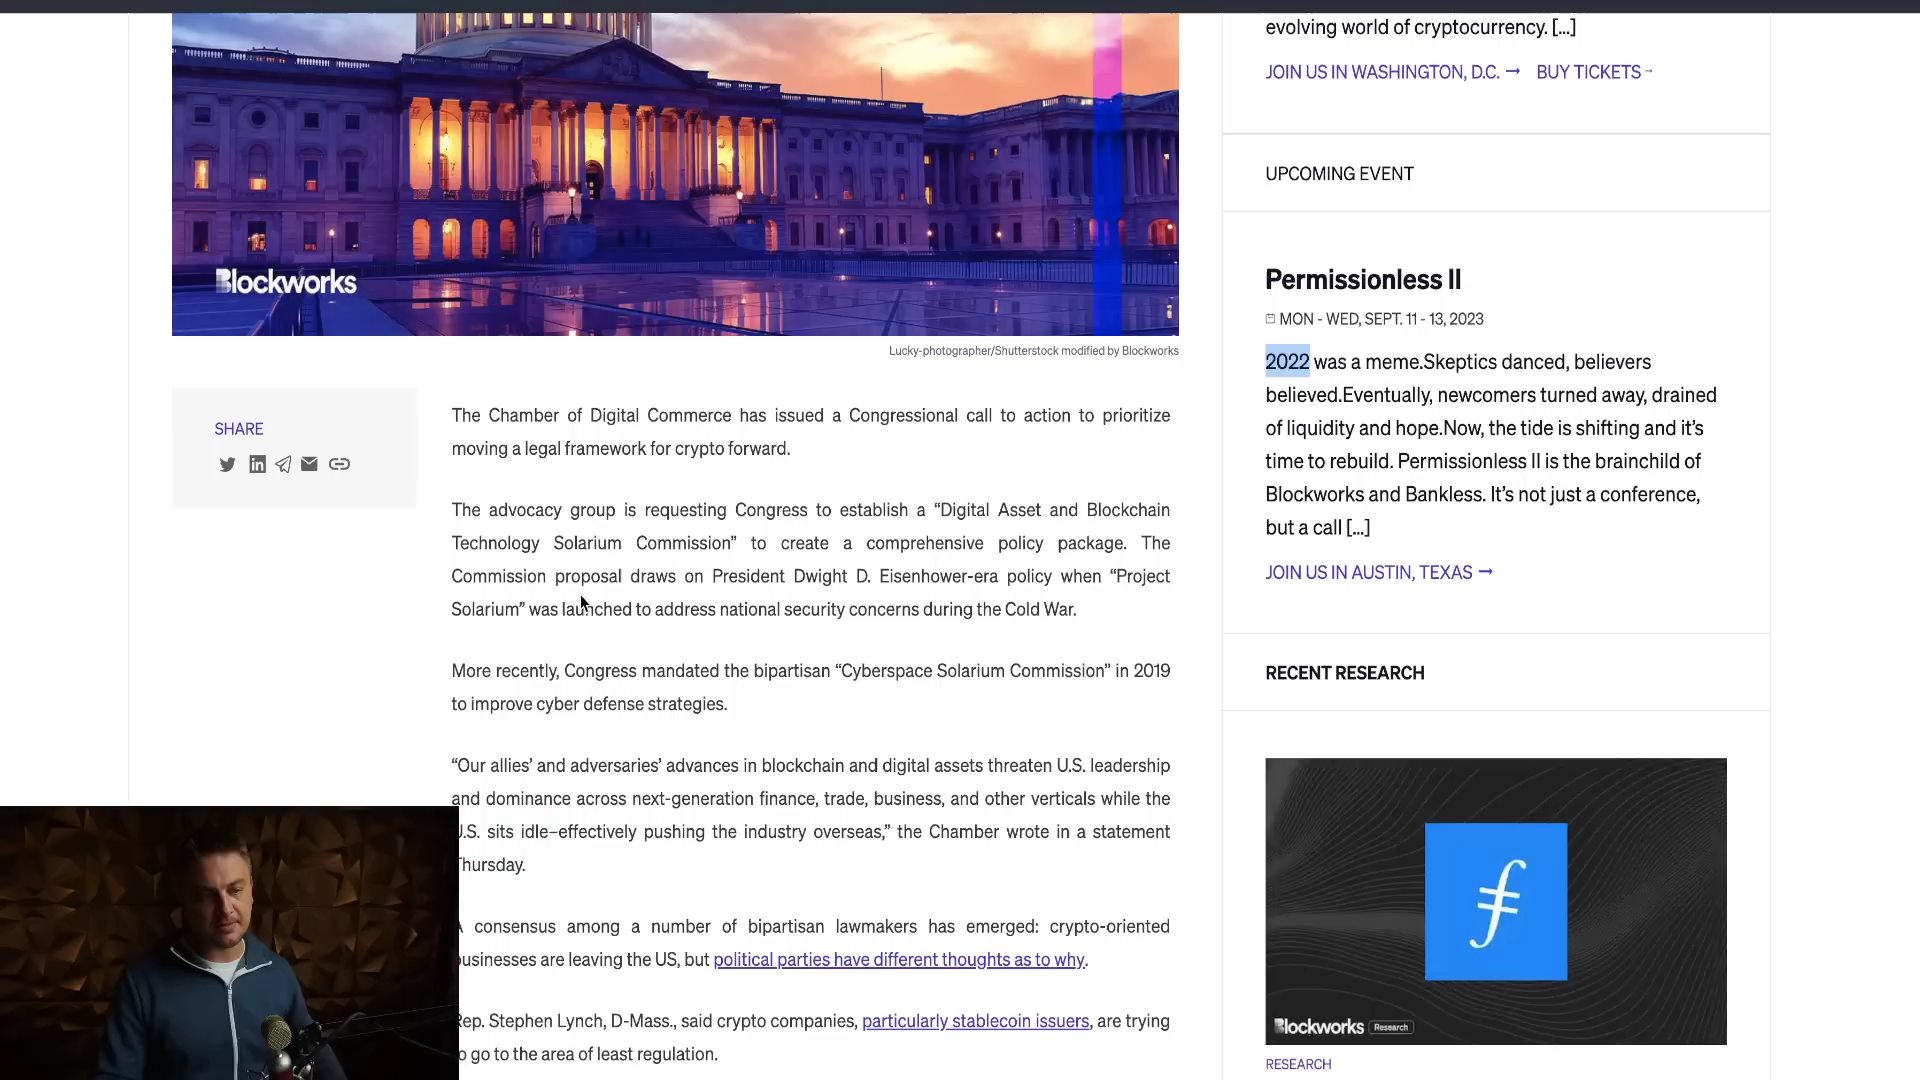 Blockworks
Lucky-photographer/Shutterstock modified by Blockworks
SHARE
The Chamber of Digital Commerce has issued a Congressional call to action to prioritize
moving a legal framework for crypto forward.
The advocacy group is requesting Congress to establish a “Digital Asset and Blockchain
Technology Solarium Commission” to create a comprehensive policy package. The
Commission proposal draws on President Dwight D. Eisenhower-era policy when “Project
Solarium” was launched to address national security concerns during the Cold War.
More recently, Congress mandated the bipartisan “Cyberspace Solarium Commission” in 2019
to improve cyber defense strategies.
“Our allies’ and adversaries’ advances in blockchain and digital assets threaten U.S. leadership
and dominance across next-generation finance, trade, business, and other verticals while the
U.S. sits idle–effectively pushing the industry overseas,” the Chamber wrote in a statement
Thursday.
A consensus among a number of bipartisan lawmakers has emerged: crypto-oriented
businesses are leaving the US, but political parties have different thoughts as to why.
Rep. Stephen Lynch, D-Mass., said crypto companies, particularly stablecoin issuers, are trying
to go to the area of least regulation.
evolving world of cryptocurrency. [...]
JOIN US IN WASHINGTON, D.C. → BUY TICKETS →
UPCOMING EVENT
Permissionless II
MON - WED, SEPT. 11 - 13, 2023
2022 was a meme.Skeptics danced, believers
believed.Eventually, newcomers turned away, drained
of liquidity and hope.Now, the tide is shifting and it’s
time to rebuild. Permissionless II is the brainchild of
Blockworks and Bankless. It’s not just a conference,
but a call [...]
JOIN US IN AUSTIN, TEXAS →
RECENT RESEARCH
Blockworks Research
RESEARCH